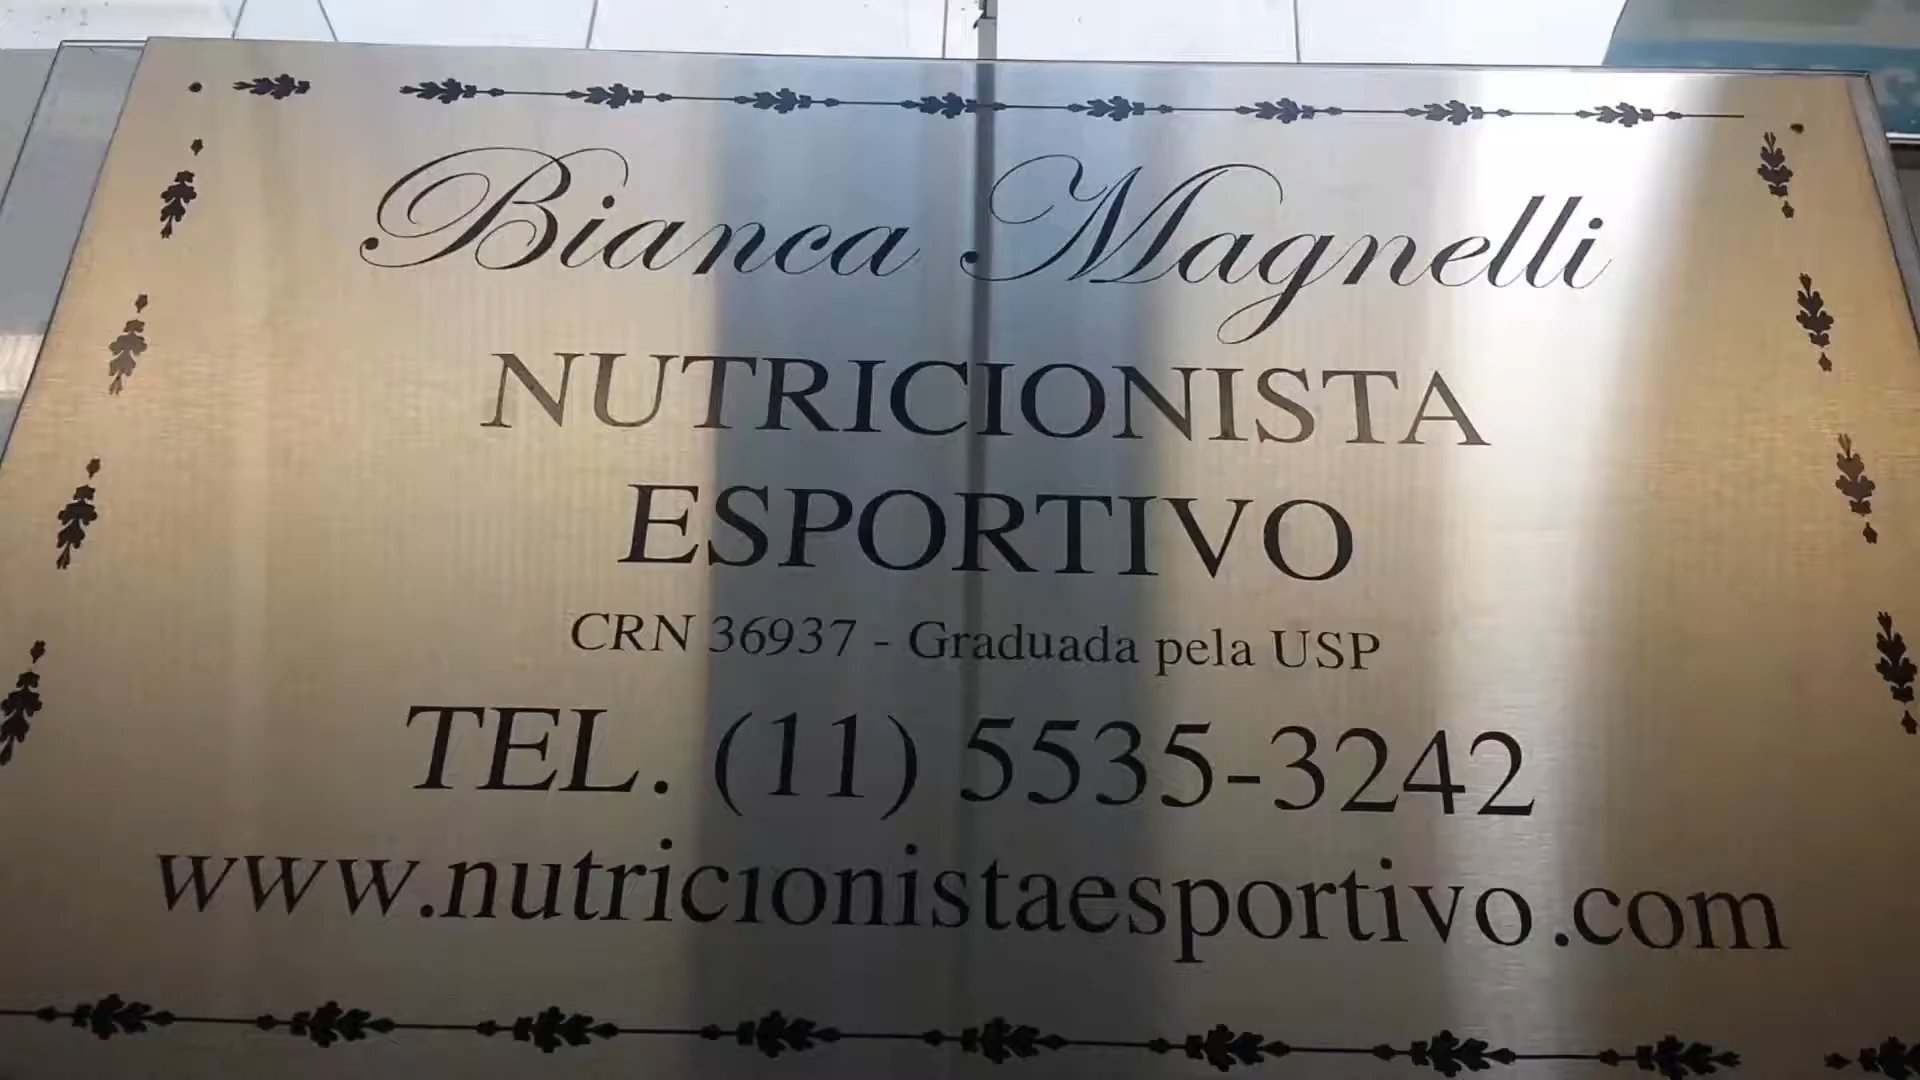 Bianca Magnelli
NUTRICIONISTA
ESPORTIVO
CRN 36937 - Graduada pela USP
TEL. (11) 5535-3242
www.nutricionistaesportivo.com